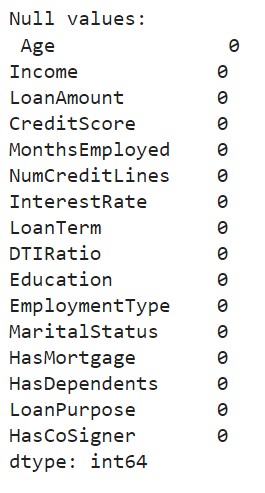 Null values:
 Age               0
Income            0
LoanAmount        0
CreditScore       0
MonthsEmployed    0
NumCreditLines    0
InterestRate      0
LoanTerm          0
DTIRatio          0
Education         0
EmploymentType    0
MaritalStatus     0
HasMortgage       0
HasDependents     0
LoanPurpose       0
HasCoSigner       0
dtype: int64